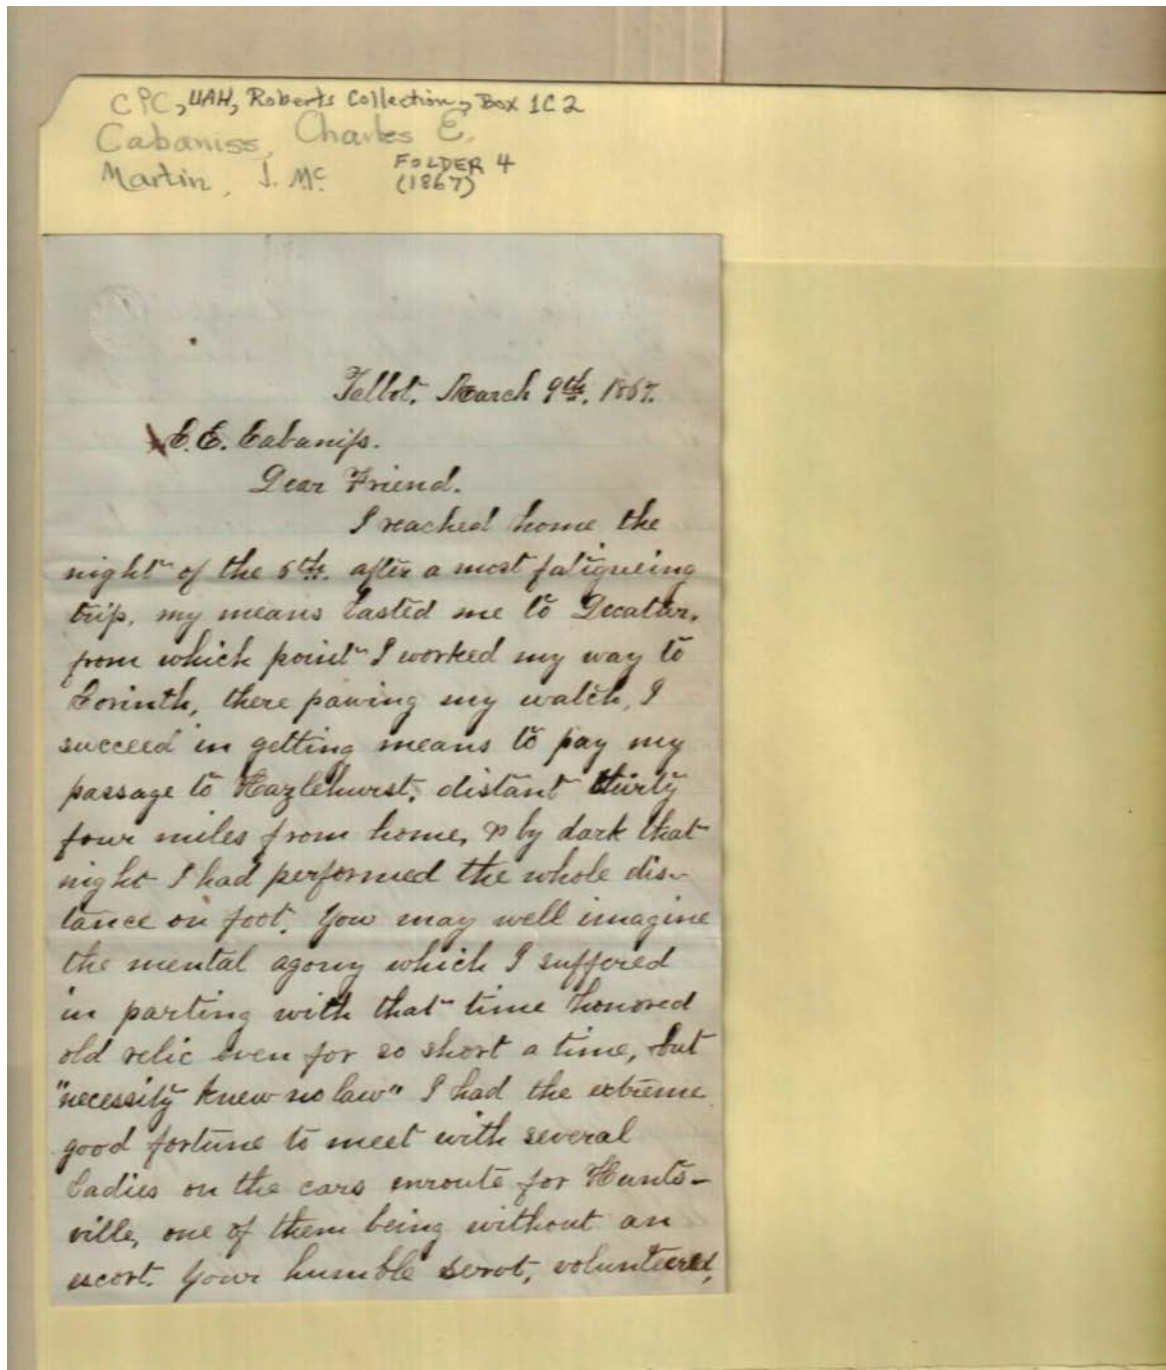 CPC, UAH, Roberts Collection, Box 1C2
Cabaniss, Charles E.
Martin, J. Mc.
FOLDER 4
(1867)
Talbot, March 9th, 1867.
C. E. Cabaniss.
Dear Friend.
I reached home the
night of the 5th. after a most fatigueing
trip. my means lasted me to Decatur,
from which point I worked my way to
Corinth, there pawing my watch, I
succeed in getting means to pay my
passage to Hazlehurst, distant thirty
four miles from home, & by dark that
night I had performed the whole dis-
tance on foot. You may well imagine
the mental agony which I suffered
in parting with that time honored
old relic even for so short a time, but
"necessity knew no law" I had the extreme
good fortune to meet with several
ladies on the cars enroute for Hunts-
ville, one of them being without an
escort. Your humble servt, volunteered,